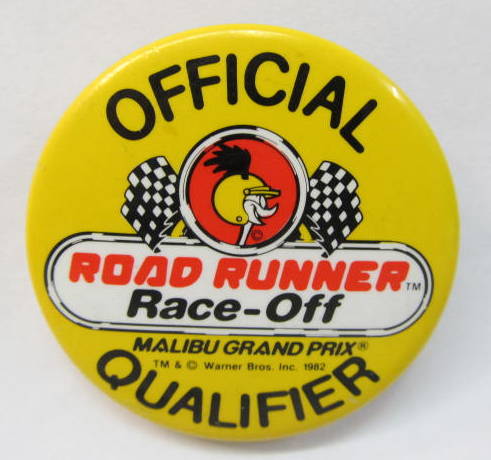 OFFICIAL
©
ROAD RUNNER™
Race-Off
MALIBU GRAND PRIX®
TM & © Warner Bros. Inc. 1982
QUALIFIER